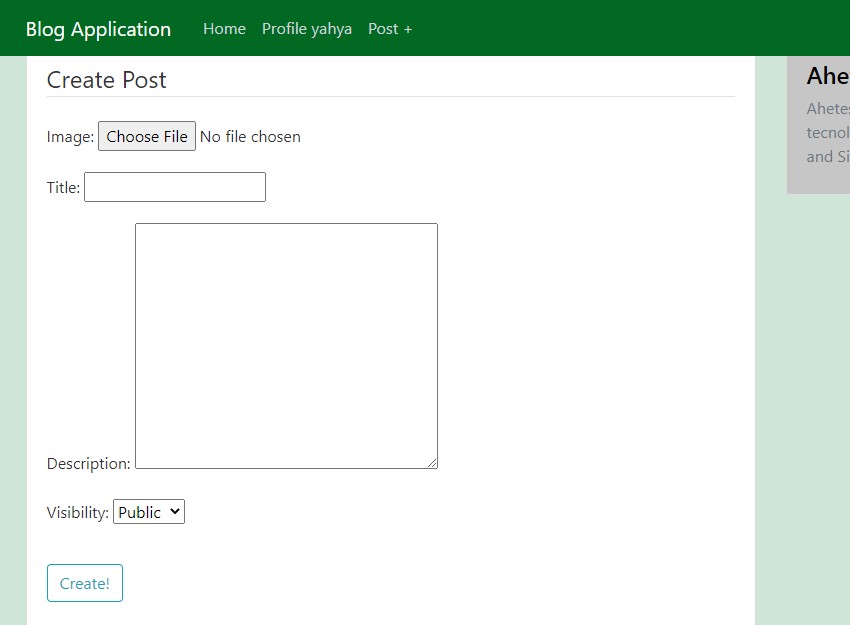 Blog Application Home Profile yahya Post +
Create Post
Image: Choose File No file chosen
Title:
Description:
Visibility: Public
Create!
Ahe
Ahetes
tecnol
and Si